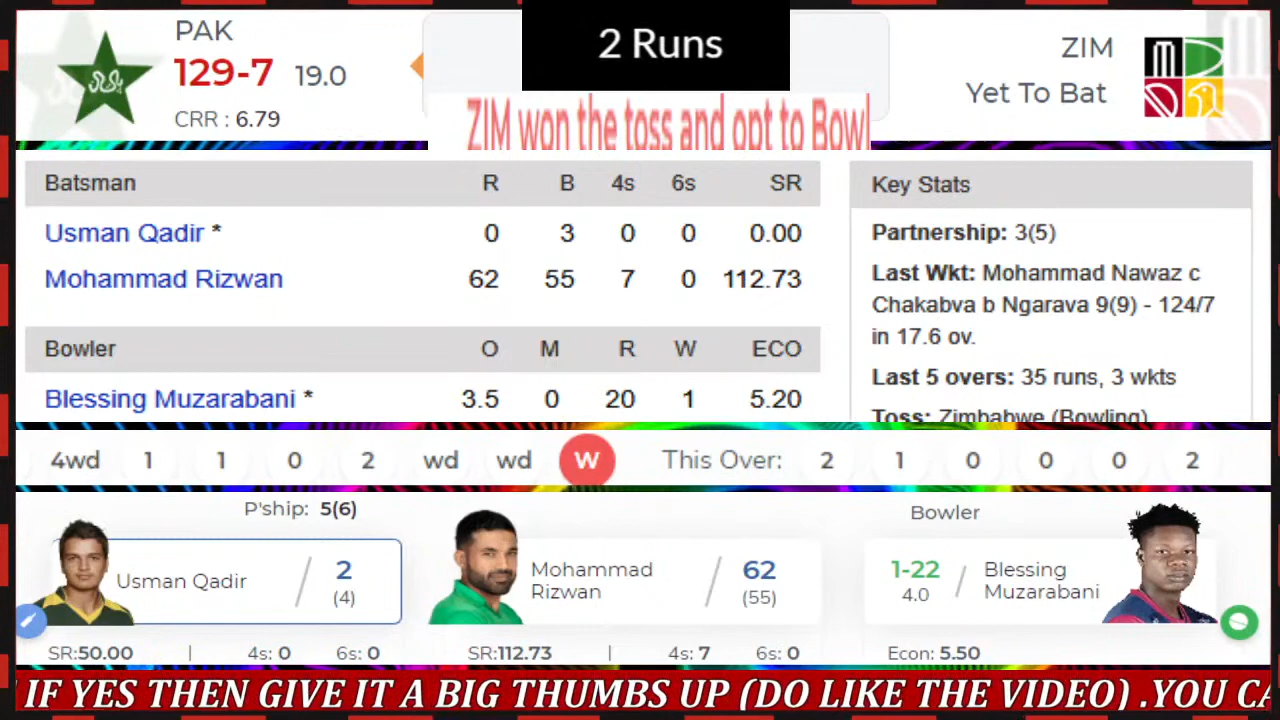 PAK
129-7 19.0
CRR : 6.79
2 Runs
ZIM won the toss and opt to Bowl
ZIM
Yet To Bat
Batsman R B 4s 6s SR
Usman Qadir * 0 3 0 0 0.00
Mohammad Rizwan 62 55 7 0 112.73
Bowler O M R W ECO
Blessing Muzarabani * 3.5 0 20 1 5.20
Key Stats
Partnership: 3(5)
Last Wkt: Mohammad Nawaz c
Chakabva b Ngarava 9(9) - 124/7
in 17.6 ov.
Last 5 overs: 35 runs, 3 wkts
Toss: Zimbabwe (Bowling)
4wd 1 1 0 2 wd wd W This Over: 2 1 0 0 0 2
P'ship: 5(6)
Usman Qadir / 2
(4)
SR:50.00 | 4s: 0 6s: 0
Mohammad
Rizwan / 62
(55)
SR:112.73 | 4s: 7 6s: 0
Bowler
1-22 / Blessing
4.0 Muzarabani
Econ: 5.50
IF YES THEN GIVE IT A BIG THUMBS UP (DO LIKE THE VIDEO) .YOU CA